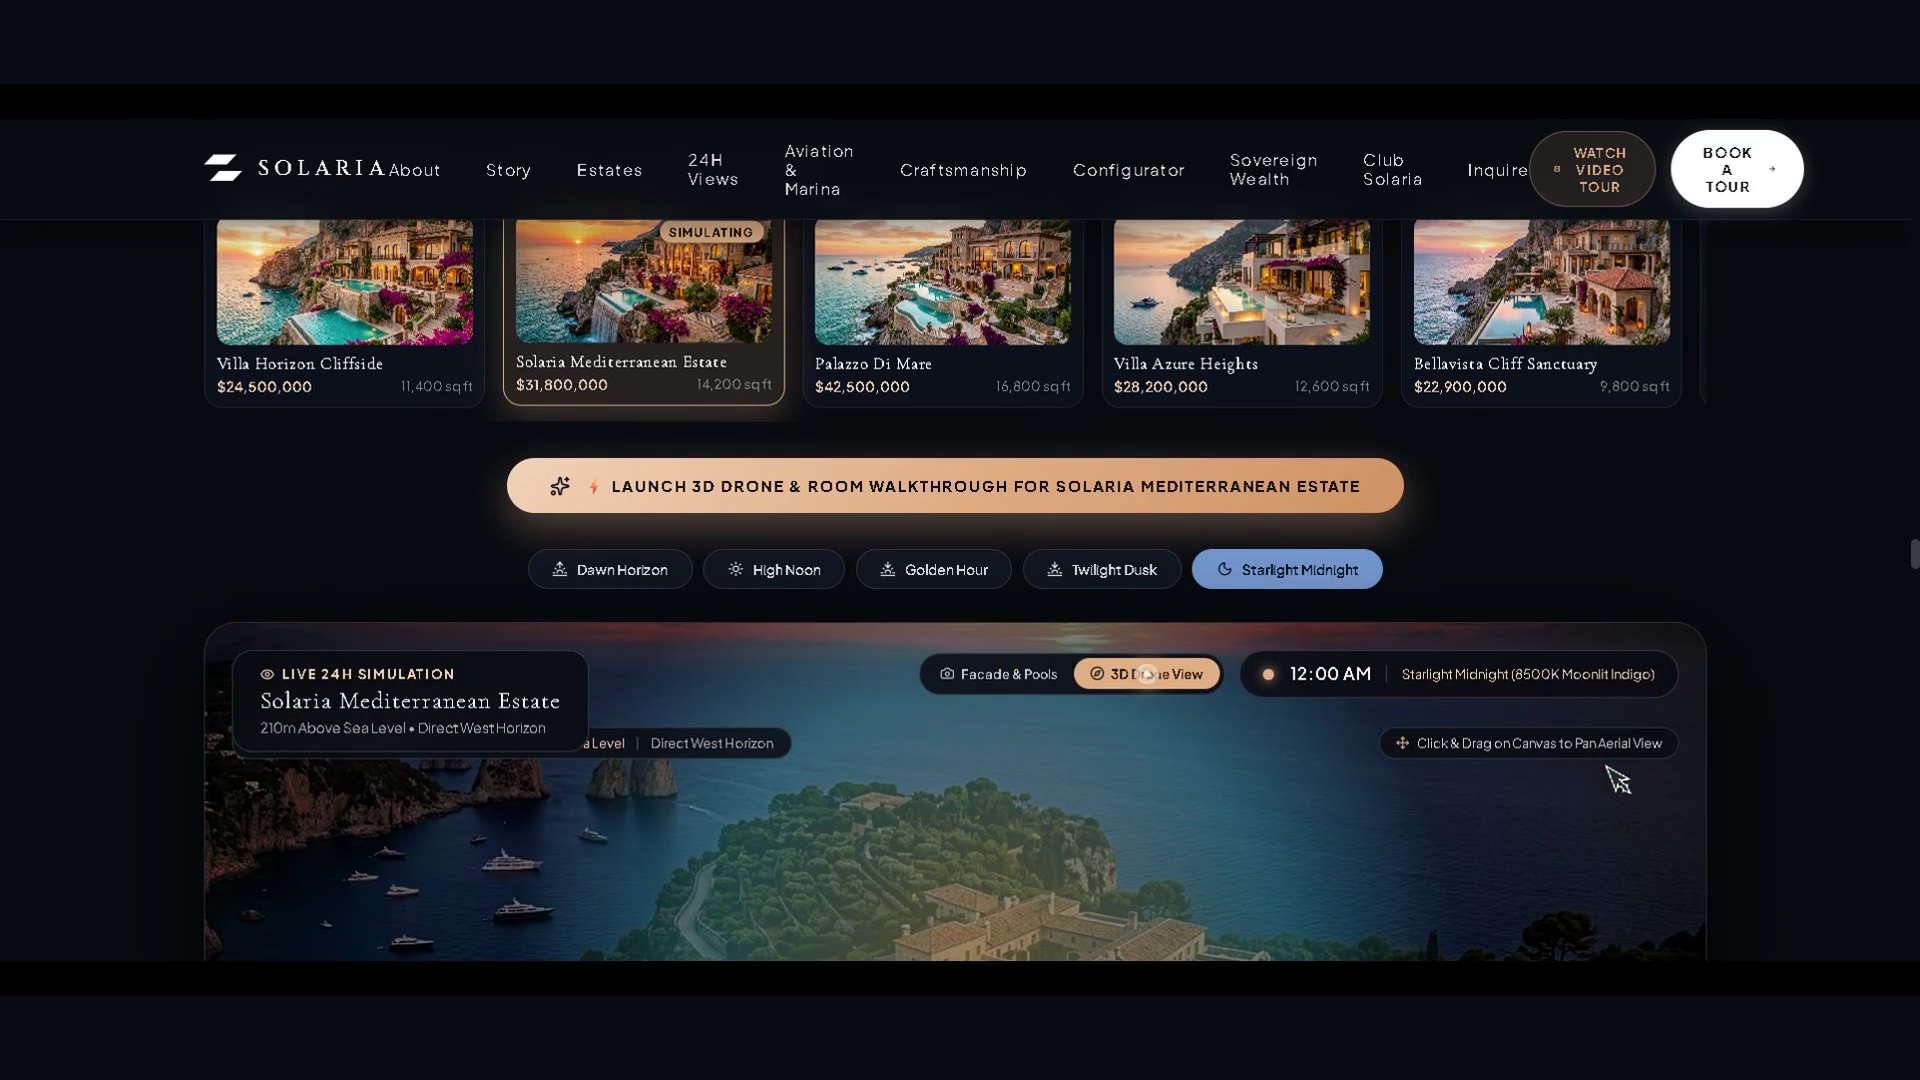 SOLARIA
About
Story
Estates
24H
Views
Aviation
&
Marina
Craftsmanship
Configurator
Sovereign
Wealth
Club
Solaria
Inquire
WATCH
VIDEO
TOUR
BOOK
A
TOUR
SIMULATING
Villa Horizon Cliffside
$24,500,000 11,400 sqft
Solaria Mediterranean Estate
$31,800,000 14,200 sqft
Palazzo Di Mare
$42,500,000 16,800 sqft
Villa Azure Heights
$28,200,000 12,600 sqft
Bellavista Cliff Sanctuary
$22,900,000 9,800 sqft
LAUNCH 3D DRONE & ROOM WALKTHROUGH FOR SOLARIA MEDITERRANEAN ESTATE
Dawn Horizon
High Noon
Golden Hour
Twilight Dusk
Starlight Midnight
LIVE 24H SIMULATION
Solaria Mediterranean Estate
210m Above Sea Level • Direct West Horizon
Facade & Pools
3D Drone View
12:00 AM
Starlight Midnight (8500K Moonlit Indigo)
a Level | Direct West Horizon
Click & Drag on Canvas to Pan Aerial View